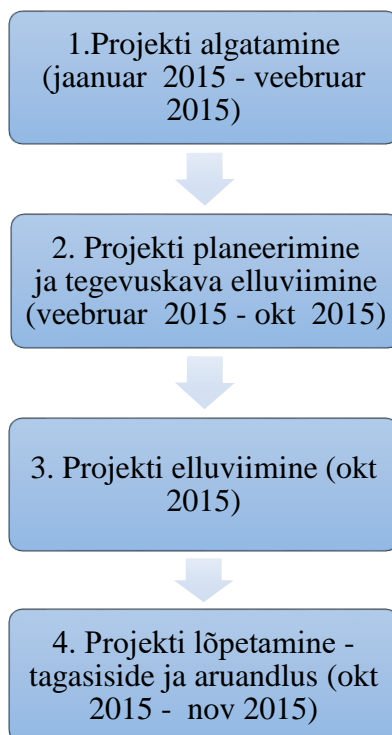 1.Projekti algatamine
(jaanuar 2015 - veebruar
2015)
2. Projekti planeerimine
ja tegevuskava elluviimine
(veebruar 2015 - okt 2015)
3. Projekti elluviimine (okt
2015)
4. Projekti lõpetamine -
tagasiside ja aruandlus (okt
2015 - nov 2015)